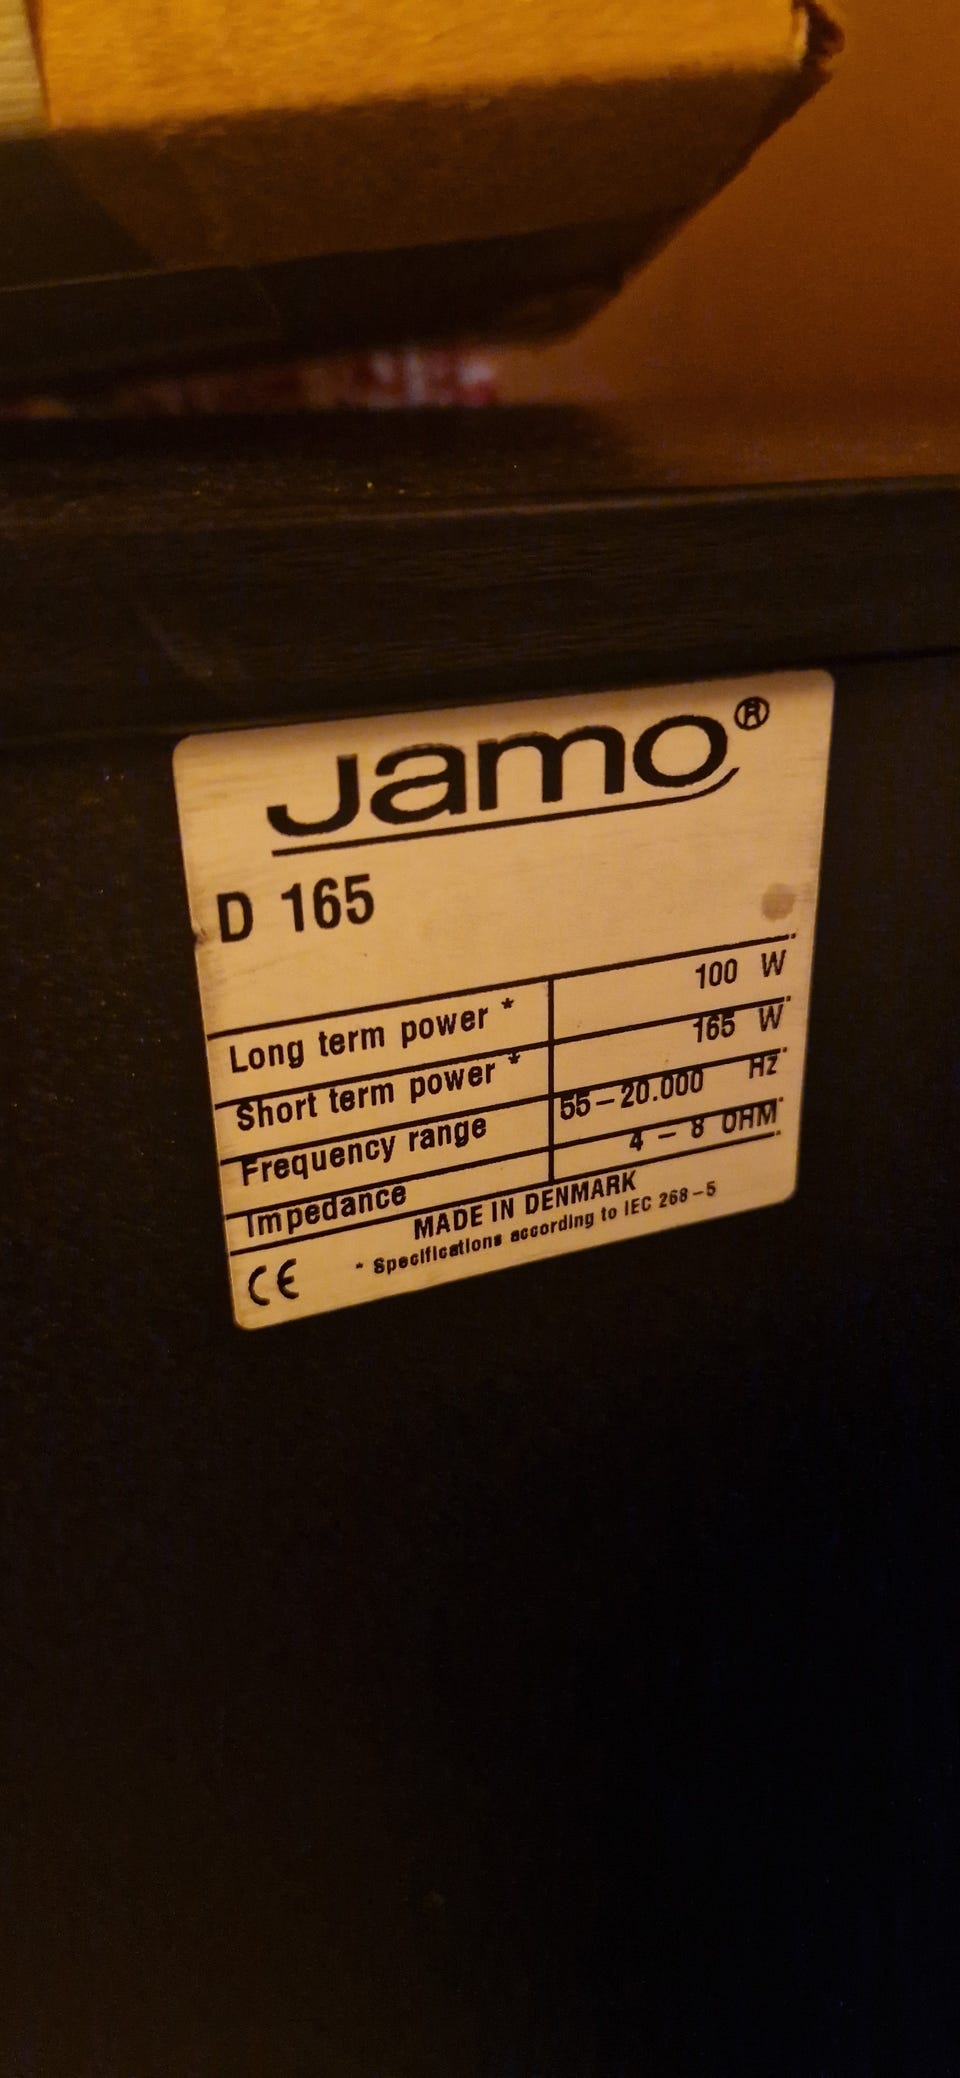 Jamo®
D 165
Long term power * 100 W
Short term power * 165 W
Frequency range 55–20.000 Hz
Impedance 4 – 8 OHM
MADE IN DENMARK
CE * Specifications according to IEC 268–5